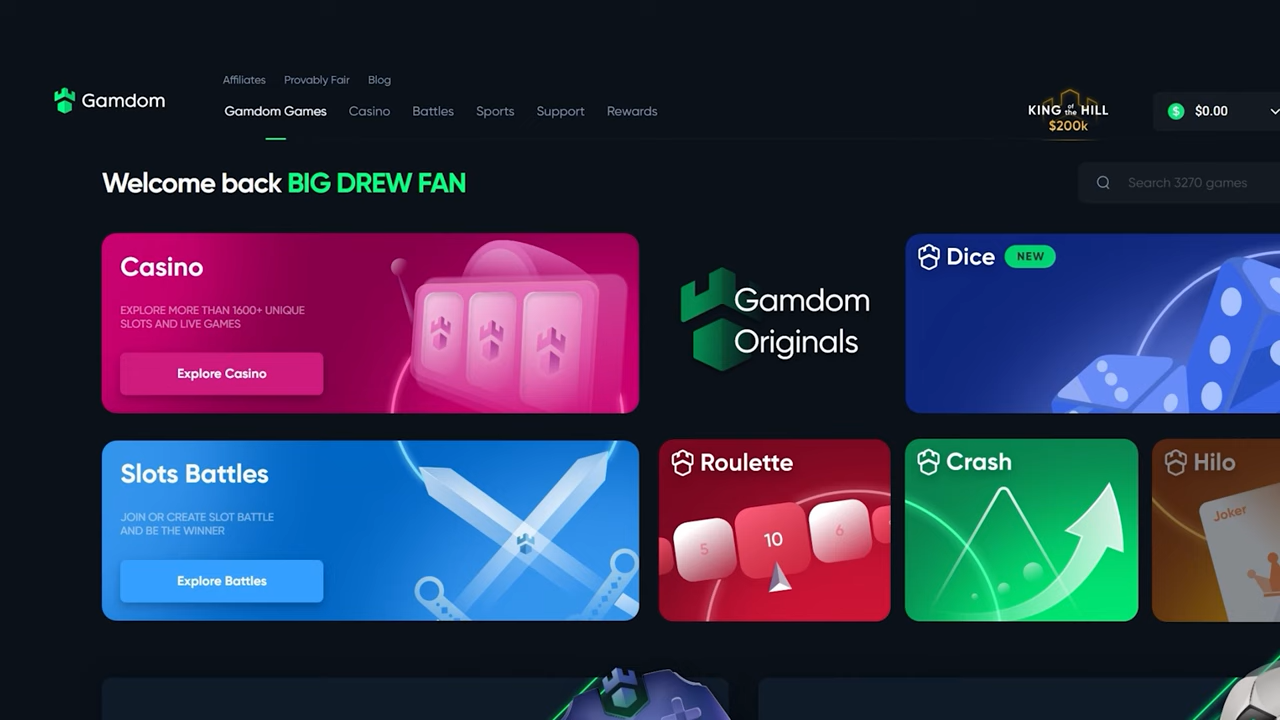 Affiliates Provably Fair Blog
Gamdom
Gamdom Games Casino Battles Sports Support Rewards
KING of the HILL
$200k
$ $0.00
Welcome back BIG DREW FAN
Search 3270 games
Casino
EXPLORE MORE THAN 1600+ UNIQUE
SLOTS AND LIVE GAMES
Explore Casino
Gamdom
Originals
Dice NEW
Slots Battles
JOIN OR CREATE SLOT BATTLE
AND BE THE WINNER
Explore Battles
Roulette
5 10 6
Crash
Hilo
Joker